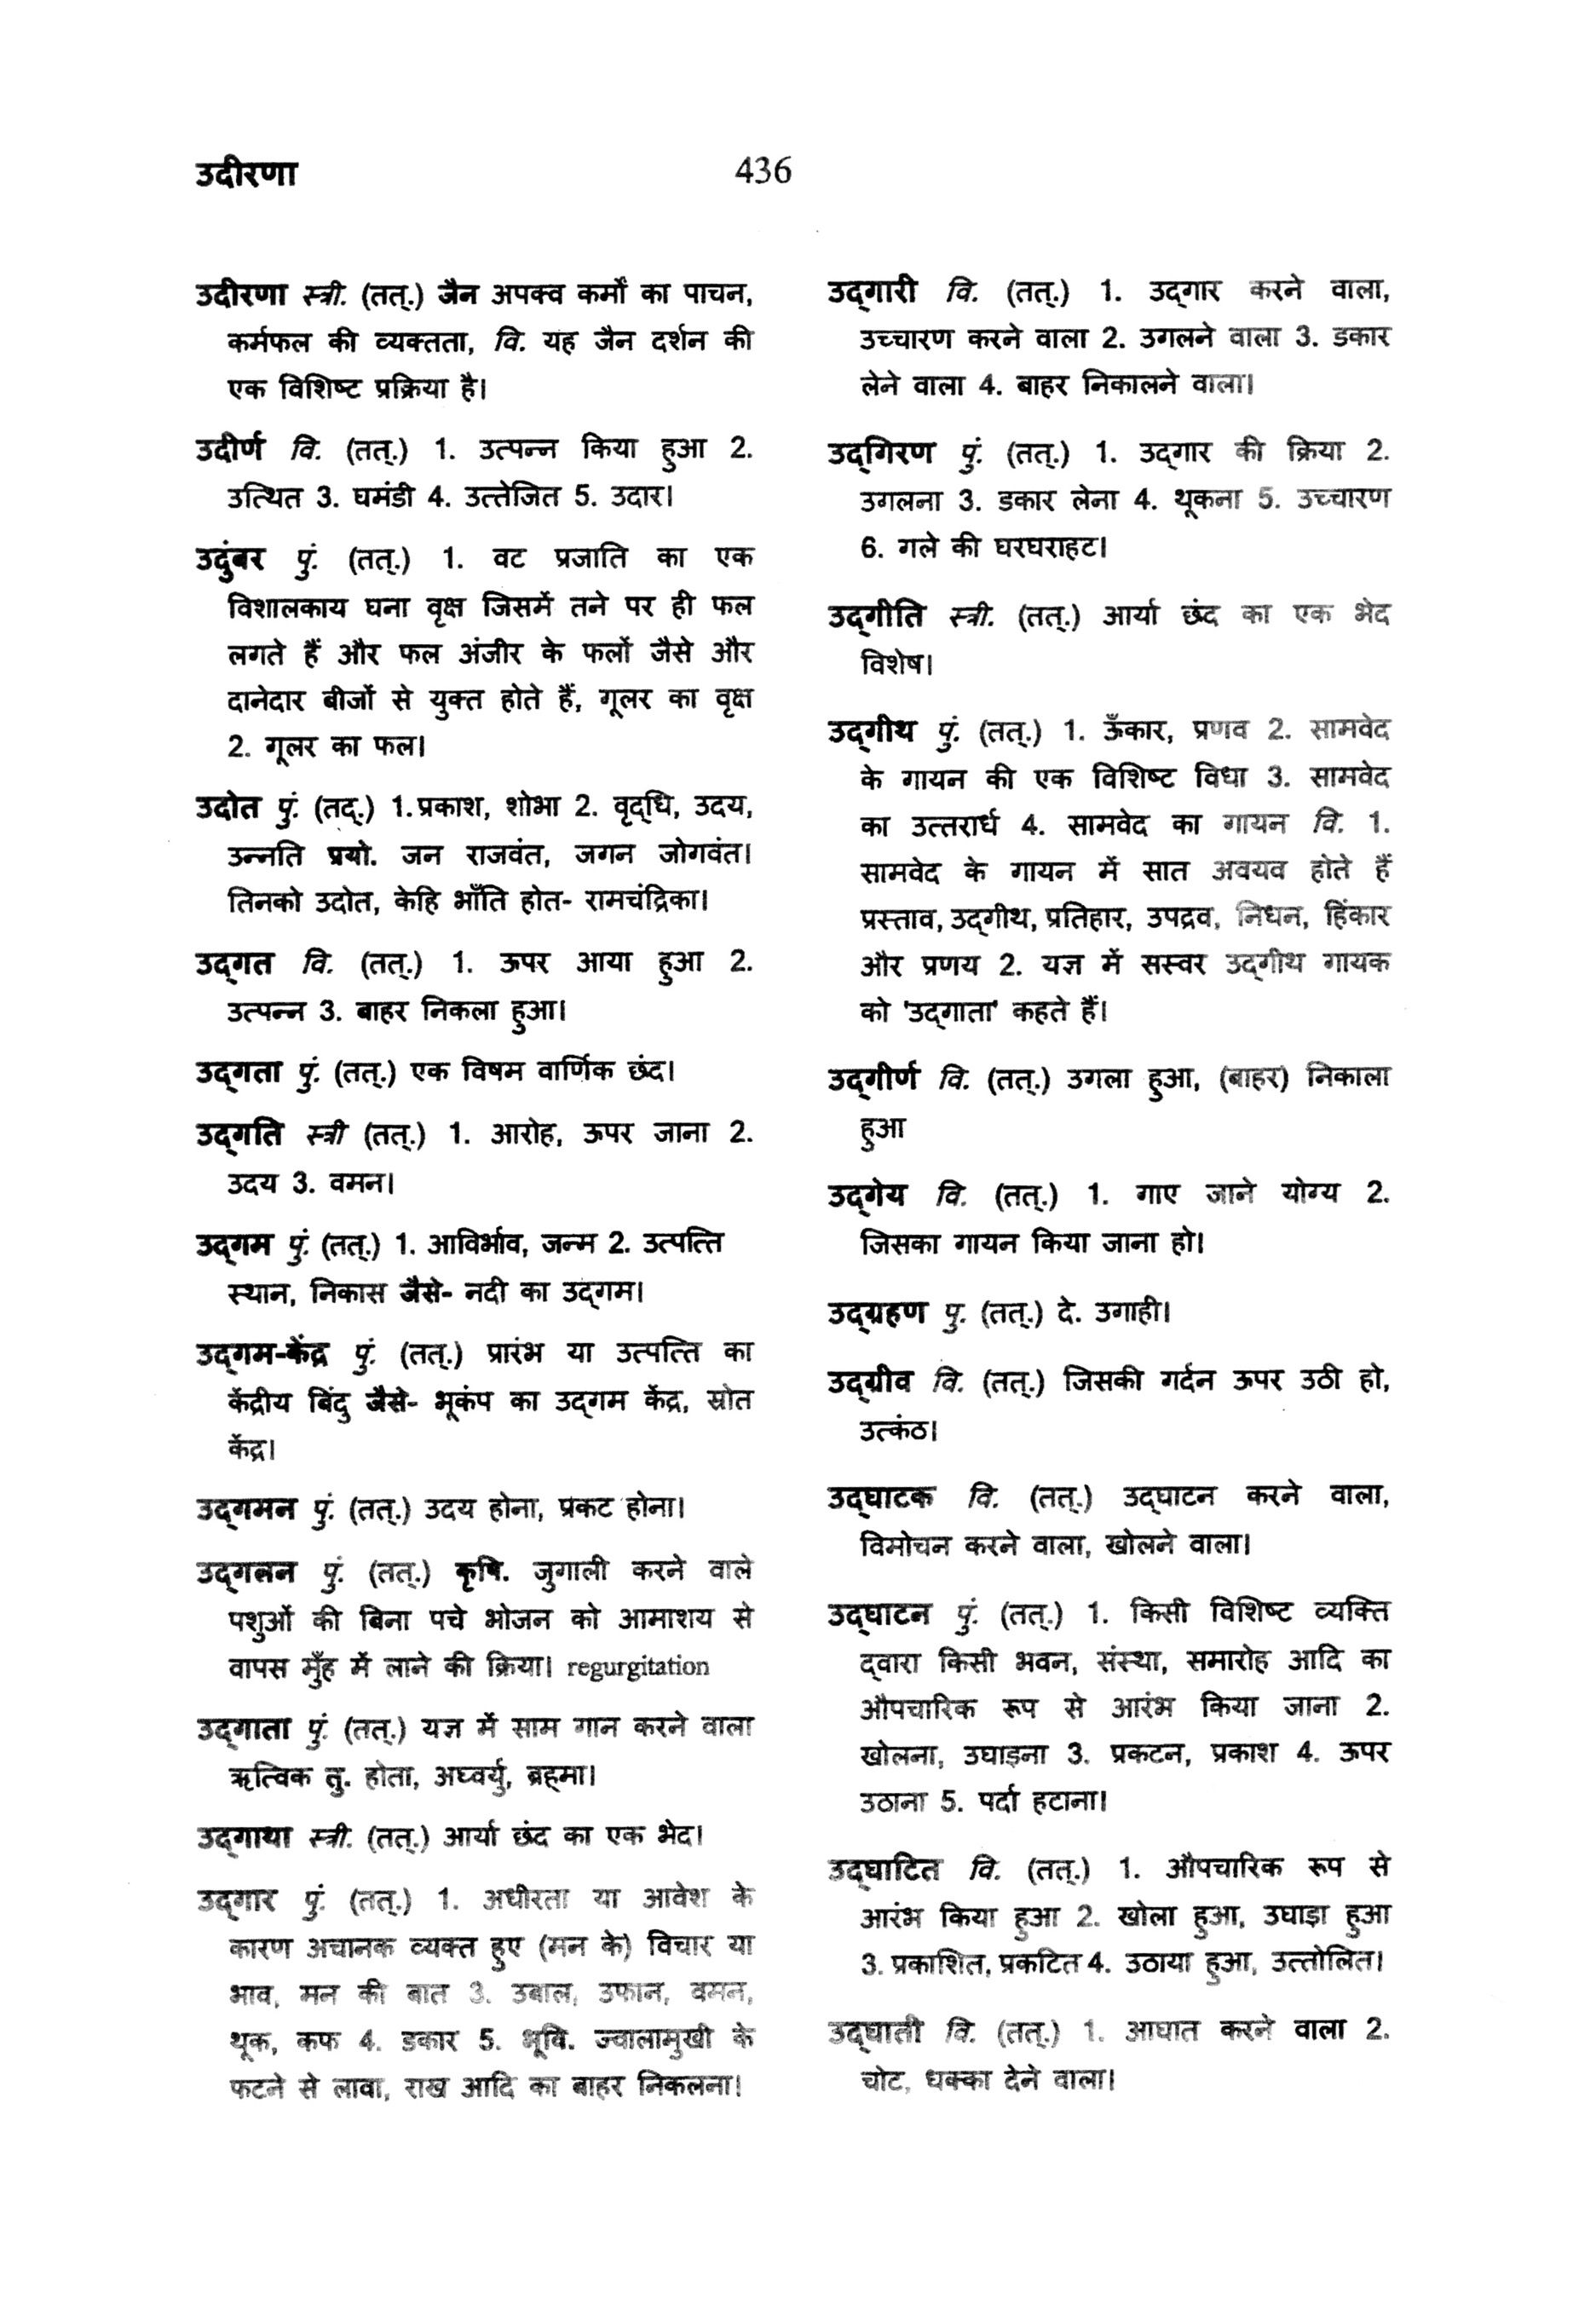 उदीरणा
436
उदीरणा स्त्री. (तत्.) जैन अपक्व कर्मों का पाचन,
कर्मफल की व्यक्तता, वि. यह जैन दर्शन की
एक विशिष्ट प्रक्रिया है।
उदीर्ण वि. (तत्.) 1. उत्पन्न किया हुआ 2.
उत्थित 3. घमंडी 4. उत्तेजित 5. उदार।
उदुंबर पुं. (तत्.) 1. वट प्रजाति का एक
विशालकाय घना वृक्ष जिसमें तने पर ही फल
लगते हैं और फल अंजीर के फलों जैसे और
दानेदार बीजों से युक्त होते हैं, गूलर का वृक्ष
2. गूलर का फल।
उदोत पुं. (तद्.) 1. प्रकाश, शोभा 2. वृद्धि, उदय,
उन्नति प्रयो. जन राजवंत, जगन जोगवंत।
तिनको उदोत, केहि भाँति होत- रामचंद्रिका।
उद्गत वि. (तत्.) 1. ऊपर आया हुआ 2.
उत्पन्न 3. बाहर निकला हुआ।
उद्गता पुं. (तत्.) एक विषम वार्णिक छंद।
उद्गति स्त्री (तत्.) 1. आरोह, ऊपर जाना 2.
उदय 3. वमन।
उद्गम पुं. (तत्.) 1. आविर्भाव, जन्म 2. उत्पत्ति
स्थान, निकास जैसे- नदी का उद्गम।
उद्गम-केंद्र पुं. (तत्.) प्रारंभ या उत्पत्ति का
केंद्रीय बिंदु जैसे- भूकंप का उद्गम केंद्र, स्रोत
केंद्र।
उद्गमन पुं. (तत्.) उदय होना, प्रकट होना।
उद्गलन पुं. (तत्.) कृषि. जुगाली करने वाले
पशुओं की बिना पचे भोजन को आमाशय से
वापस मुँह में लाने की क्रिया। regurgitation
उद्गाता पुं. (तत्.) यज्ञ में साम गान करने वाला
ऋत्विक तु. होता, अघ्वर्यु, ब्रह्मा।
उद्गाथा स्त्री. (तत्.) आर्या छंद का एक भेद।
उद्गार पुं. (तत्.) 1. अधीरता या आवेश के
कारण अचानक व्यक्त हुए (मन के) विचार या
भाव, मन की बात 3. उबाल, उफान, वमन,
थूक, कफ 4. डकार 5. भूवि. ज्वालामुखी के
फटने से लावा, राख आदि का बाहर निकलना।
उद्गारी वि. (तत्.) 1. उद्गार करने वाला,
उच्चारण करने वाला 2. उगलने वाला 3. डकार
लेने वाला 4. बाहर निकालने वाला।
उद्गिरण पुं. (तत्.) 1. उद्गार की क्रिया 2.
उगलना 3. डकार लेना 4. थूकना 5. उच्चारण
6. गले की घरघराहट।
उद्गीति स्त्री. (तत्.) आर्या छंद का एक भेद
विशेष।
उद्गीथ पुं. (तत्.) 1. ऊँकार, प्रणव 2. सामवेद
के गायन की एक विशिष्ट विधा 3. सामवेद
का उत्तरार्ध 4. सामवेद का गायन वि. 1.
सामवेद के गायन में सात अवयव होते हैं
प्रस्ताव, उद्गीथ, प्रतिहार, उपद्रव, निधन, हिंकार
और प्रणय 2. यज्ञ में सस्वर उद्गीथ गायक
को 'उद्गाता' कहते हैं।
उद्गीर्ण वि. (तत्.) उगला हुआ, (बाहर) निकाला
हुआ
उद्गेय वि. (तत्.) 1. गाए जाने योग्य 2.
जिसका गायन किया जाना हो।
उद्ग्रहण पु. (तत्.) दे. उगाही।
उद्ग्रीव वि. (तत्.) जिसकी गर्दन ऊपर उठी हो,
उत्कंठ।
उद्घाटक वि. (तत्.) उद्घाटन करने वाला,
विमोचन करने वाला, खोलने वाला।
उद्घाटन पुं. (तत्.) 1. किसी विशिष्ट व्यक्ति
द्वारा किसी भवन, संस्था, समारोह आदि का
औपचारिक रूप से आरंभ किया जाना 2.
खोलना, उघाड़ना 3. प्रकटन, प्रकाश 4. ऊपर
उठाना 5. पर्दा हटाना।
उद्घाटित वि. (तत्.) 1. औपचारिक रूप से
आरंभ किया हुआ 2. खोला हुआ, उघाड़ा हुआ
3. प्रकाशित, प्रकटित 4. उठाया हुआ, उत्तोलित।
उद्घाती वि. (तत्.) 1. आघात करने वाला 2.
चोट, धक्का देने वाला।